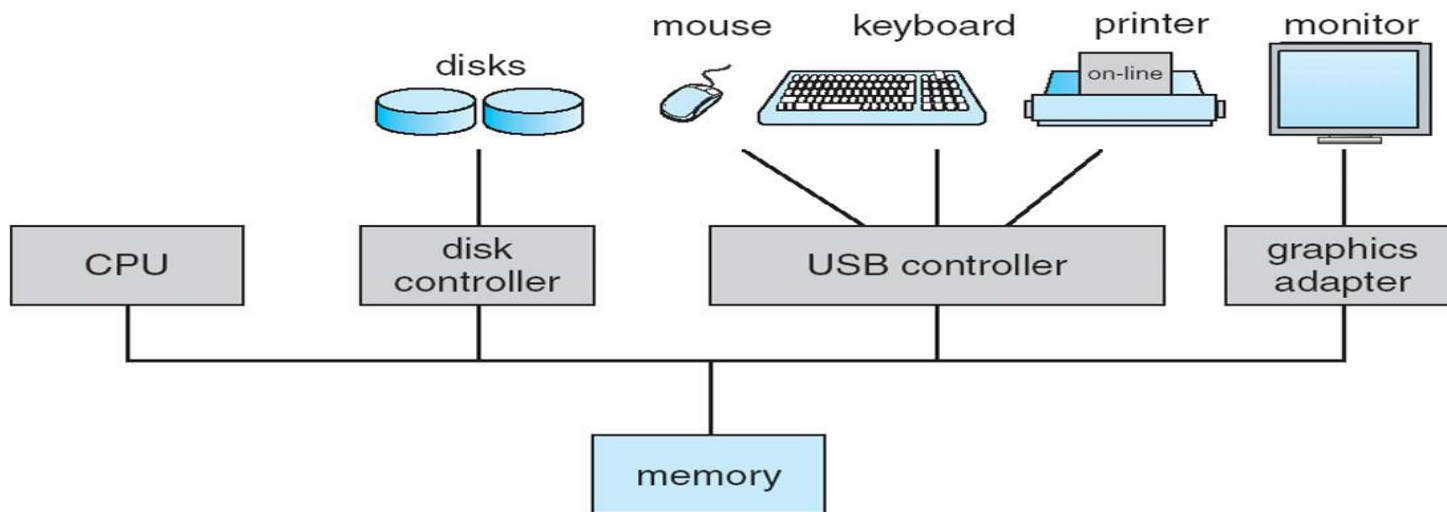 mouse
keyboard
printer
monitor
disks
on-line
CPU
disk
controller
USB controller
graphics
adapter
memory